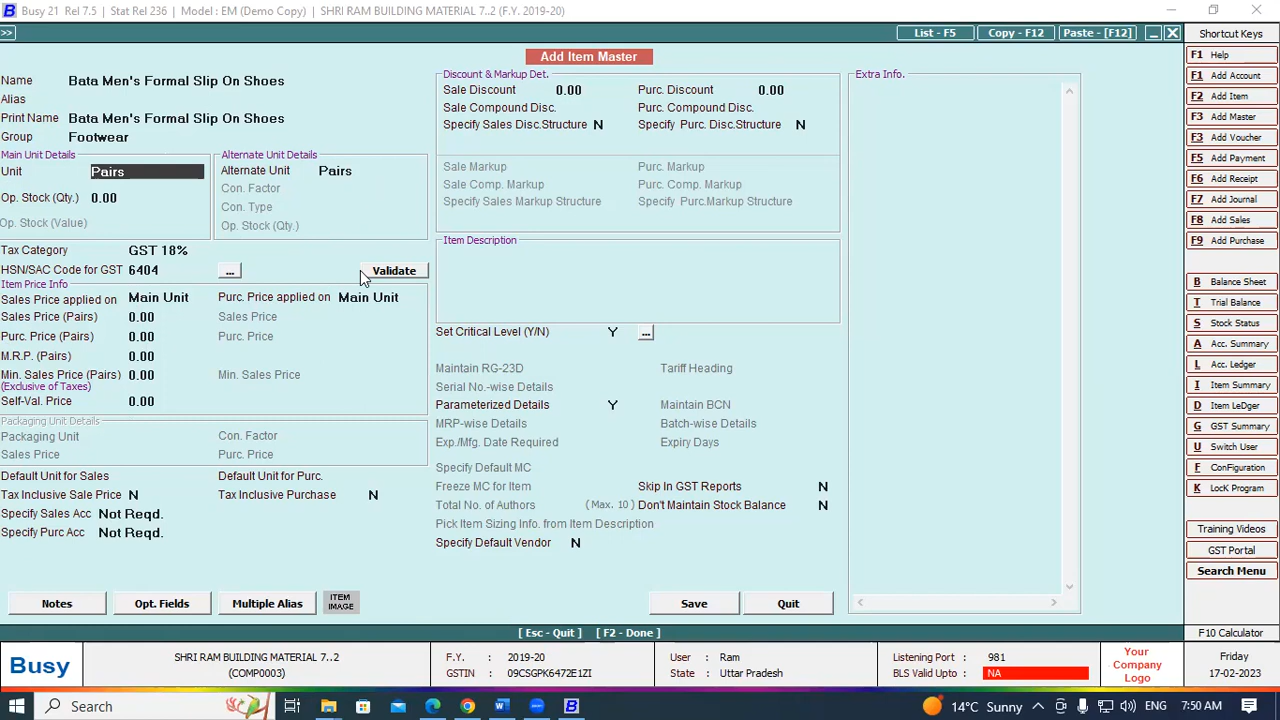 Busy 21 Rel 7.5 | Stat Rel 236 | Model : EM (Demo Copy) | SHRI RAM BUILDING MATERIAL 7..2 (F.Y. 2019-20)
>> List - F5 Copy - F12 Paste - [F12]
Add Item Master
Name Bata Men's Formal Slip On Shoes
Alias
Print Name Bata Men's Formal Slip On Shoes
Group Footwear
Main Unit Details
Unit Pairs
Op. Stock (Qty.) 0.00
Op. Stock (Value)
Alternate Unit Details
Alternate Unit Pairs
Con. Factor
Con. Type
Op. Stock (Qty.)
Tax Category GST 18%
HSN/SAC Code for GST 6404 ... Validate
Item Price Info
Sales Price applied on Main Unit Purc. Price applied on Main Unit
Sales Price (Pairs) 0.00 Sales Price
Purc. Price (Pairs) 0.00 Purc. Price
M.R.P. (Pairs) 0.00
Min. Sales Price (Pairs) 0.00 Min. Sales Price
(Exclusive of Taxes)
Self-Val. Price 0.00
Packaging Unit Details
Packaging Unit Con. Factor
Sales Price Purc. Price
Default Unit for Sales Default Unit for Purc.
Tax Inclusive Sale Price N Tax Inclusive Purchase N
Specify Sales Acc Not Reqd.
Specify Purc Acc Not Reqd.
Notes Opt. Fields Multiple Alias ITEM IMAGE
Discount & Markup Det.
Sale Discount 0.00 Purc. Discount 0.00
Sale Compound Disc. Purc. Compound Disc.
Specify Sales Disc.Structure N Specify Purc. Disc.Structure N
Sale Markup Purc. Markup
Sale Comp. Markup Purc. Comp. Markup
Specify Sales Markup Structure Specify Purc.Markup Structure
Item Description
Set Critical Level (Y/N) Y ...
Maintain RG-23D Tariff Heading
Serial No.-wise Details
Parameterized Details Y Maintain BCN
MRP-wise Details Batch-wise Details
Exp./Mfg. Date Required Expiry Days
Specify Default MC
Freeze MC for Item Skip In GST Reports N
Total No. of Authors (Max. 10) Don't Maintain Stock Balance N
Pick Item Sizing Info. from Item Description
Specify Default Vendor N
Save Quit
Extra Info.
Shortcut Keys
F1 Help
F1 Add Account
F2 Add Item
F3 Add Master
F3 Add Voucher
F5 Add Payment
F6 Add Receipt
F7 Add Journal
F8 Add Sales
F9 Add Purchase
B Balance Sheet
T Trial Balance
S Stock Status
A Acc. Summary
L Acc. Ledger
I Item Summary
D Item LeDger
G GST Summary
U Switch User
F ConFiguration
K LocK Program
Training Videos
GST Portal
Search Menu
[ Esc - Quit ] [ F2 - Done ] F10 Calculator
Busy
SHRI RAM BUILDING MATERIAL 7..2
(COMP0003)
F.Y. : 2019-20
GSTIN : 09CSGPK6472E1ZI
User : Ram
State : Uttar Pradesh
Listening Port : 981
BLS Valid Upto : NA
Your
Company
Logo
Friday
17-02-2023
Search 14°C Sunny ENG 7:50 AM